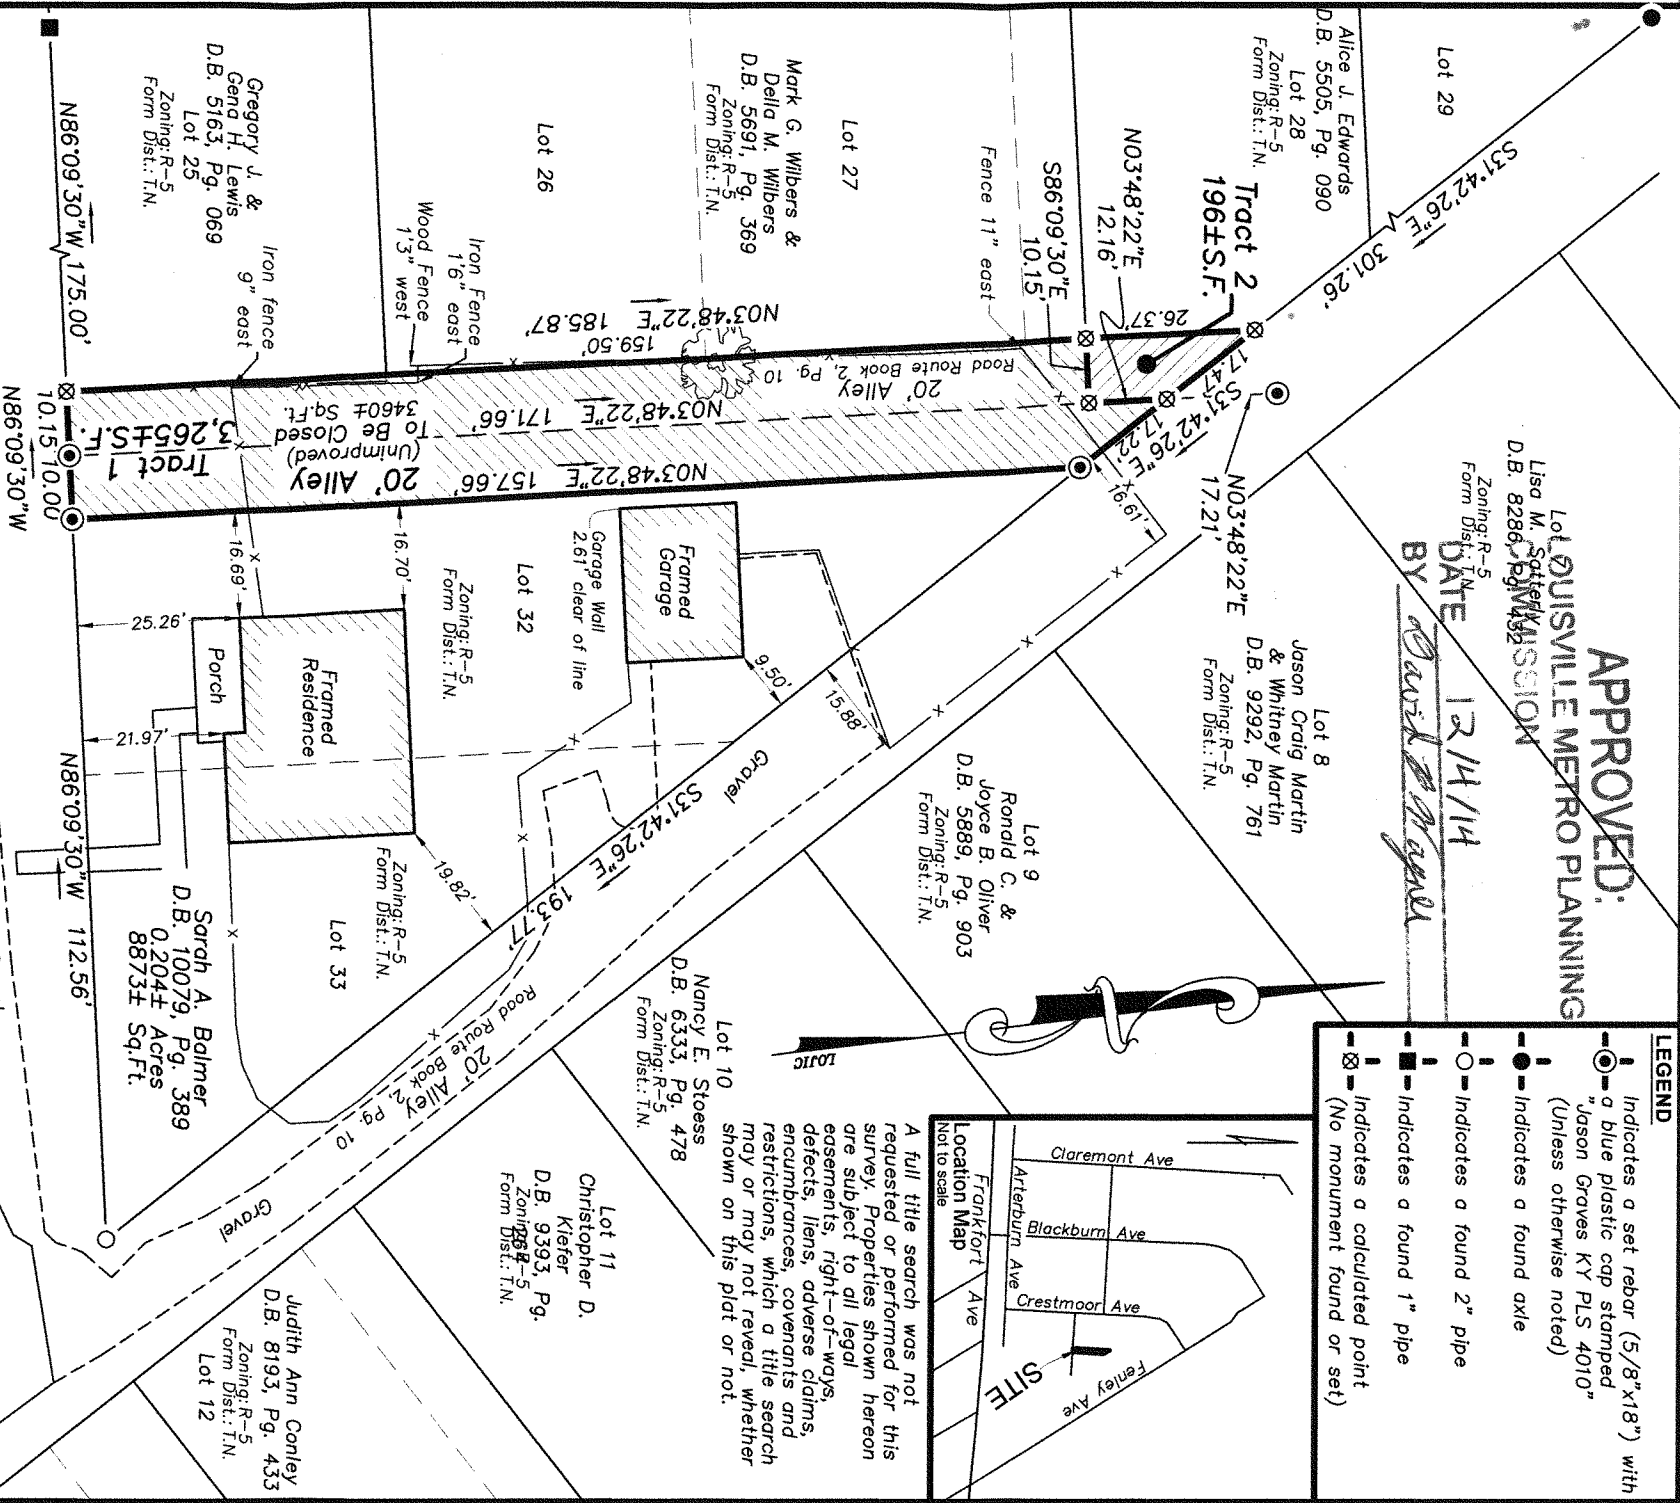 LEGEND
Indicates a set rebar (5/8"x18") with
a blue plastic cap stamped
"Jason Graves KY PLS 4010"
(Unless otherwise noted)
Indicates a found axle
Indicates a found 2" pipe
Indicates a found 1" pipe
Indicates a calculated point
(No monument found or set)
APPROVED:
LOUISVILLE METRO PLANNING
COMMISSION
DATE 12/4/14
BY
Lot
Lisa M. Satterly
D.B. 8286, Pg. 432
Zoning:R-5
Form Dist.: T.N.
Lot 29
S31°42'26"E
301.26'
Alice J. Edwards
D.B. 5505, Pg. 090
Lot 28
Zoning:R-5
Form Dist.:T.N.
Tract 2
196±S.F.
N03°48'22"E
12.16'
S86°09'30"E
10.15'
Fence 11" east
26.37'
17.47'
S31°42'26"E
17.22'
16.61'
N03°48'22"E
17.21'
Lot 27
Mark G. Wilbers &
Della M. Wilbers
D.B. 5691, Pg. 369
Zoning:R-5
Form Dist.:T.N.
Lot 26
Iron Fence
1'6" east
Wood Fence
1'3" west
Iron fence
9" east
Gregory J. &
Gena H. Lewis
D.B. 5163, Pg. 069
Lot 25
Zoning:R-5
Form Dist.:T.N.
N86°09'30"W 175.00'
10.15'
10.00'
N86°09'30"W
N03°48'22"E 185.87'
159.50'
20' Alley
Road Route Book 2, Pg. 10
N03°48'22"E 171.66'
N03°48'22"E 157.66'
20' Alley
(Unimproved)
To Be Closed
3460± Sq.Ft.
Tract 1
3,265±S.F.
Framed
Garage
Garage Wall
2.61' clear of line
Lot 32
Zoning:R-5
Form Dist.:T.N.
16.70'
16.69'
25.26'
21.97'
Porch
Framed
Residence
9.50'
15.88'
19.82'
Gravel
S31°42'26"E 193.77'
Zoning:R-5
Form Dist.: T.N.
Lot 33
Sarah A. Balmer
D.B. 10079, Pg. 389
0.204± Acres
8873± Sq.Ft.
N86°09'30"W 112.56'
20' Alley
Road Route Book 2, Pg. 10
Gravel
Lot 8
Jason Craig Martin
& Whitney Martin
D.B. 9292, Pg. 761
Zoning:R-5
Form Dist.:T.N.
Lot 9
Ronald C. &
Joyce B. Oliver
D.B. 5889, Pg. 903
Zoning:R-5
Form Dist.:T.N.
Lot 10
Nancy E. Stoess
D.B. 6333, Pg. 478
Zoning:R-5
Form Dist.:T.N.
Lot 11
Christopher D.
Kiefer
D.B. 9393, Pg.
264
Zoning:R-5
Form Dist.:T.N.
Judith Ann Conley
D.B. 8193, Pg. 433
Zoning:R-5
Form Dist.:T.N.
Lot 12
LOJIC
A full title search was not
requested or performed for this
survey. Properties shown hereon
are subject to all legal
easements, right-of-ways,
defects, liens, adverse claims,
encumbrances, covenants and
restrictions, which a title search
may or may not reveal, whether
shown on this plat or not.
Location Map
Not to scale
Claremont Ave
Blackburn Ave
Crestmoor Ave
Arterburn Ave
Frankfort Ave
Fenley Ave
SITE